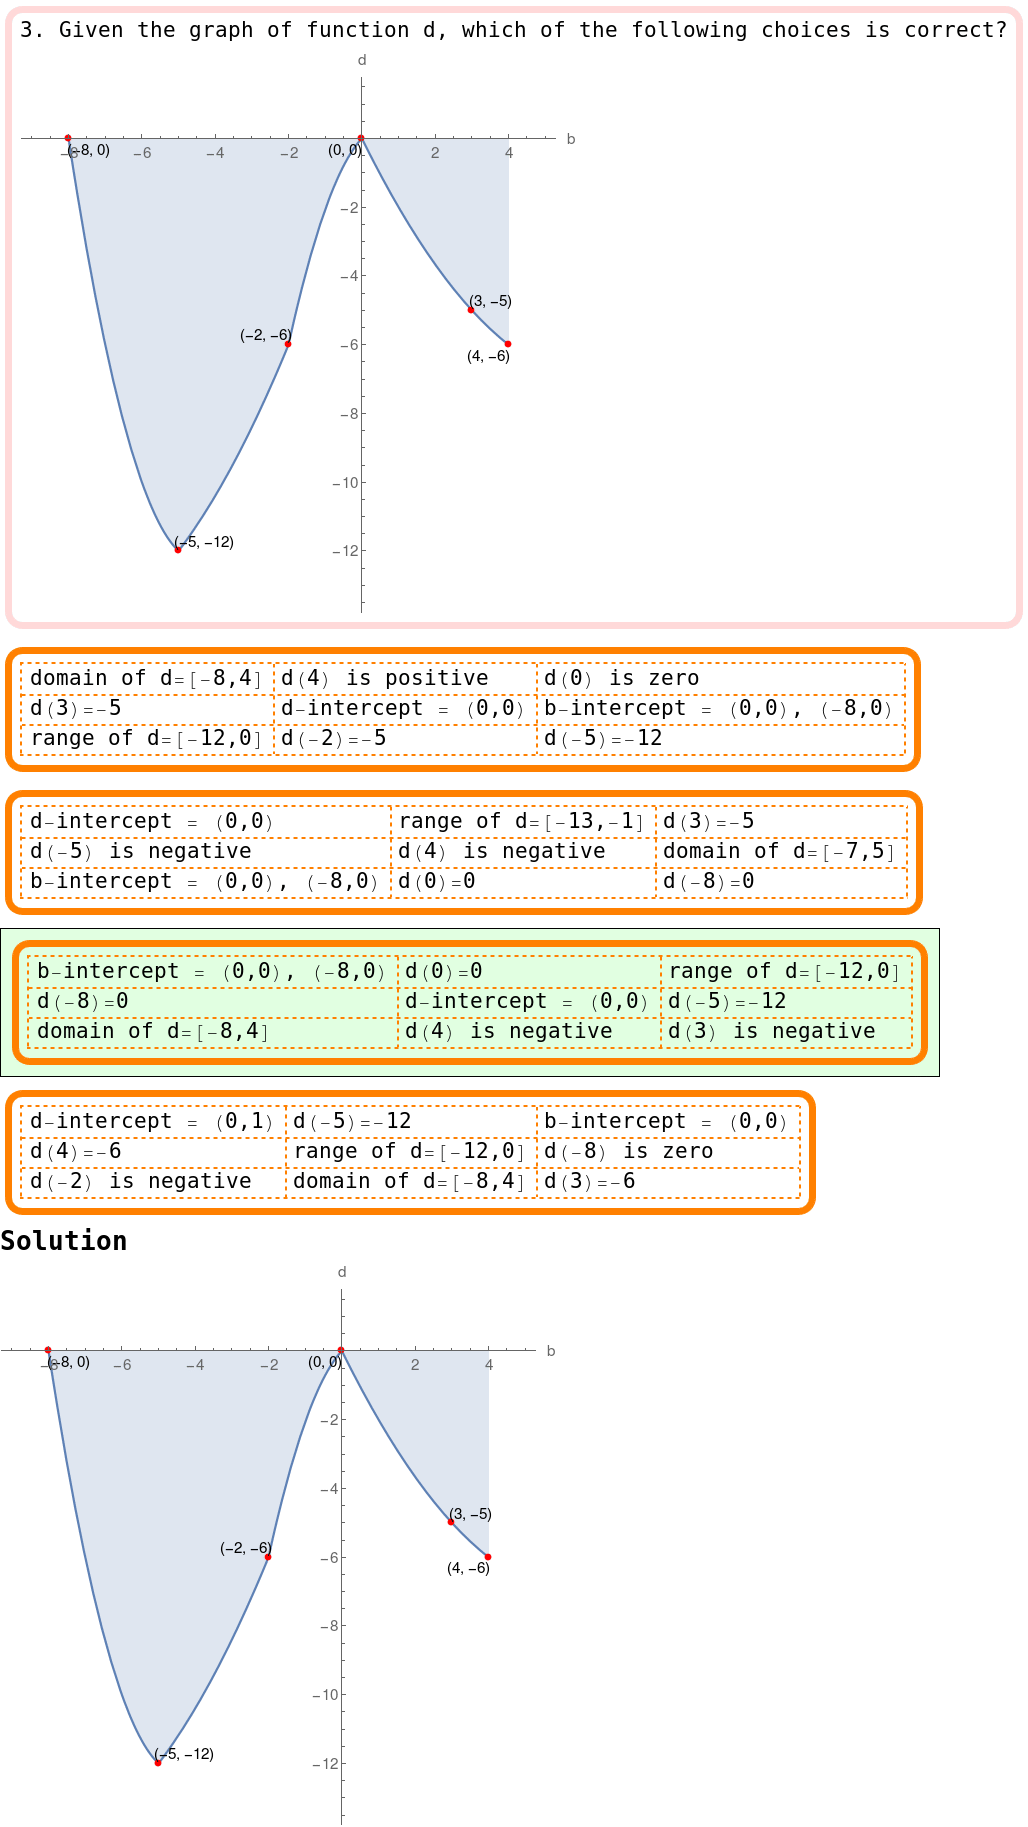 3. Given the graph of function d, which of the following choices is correct?
d
b
(−8, 0)
−8
−6
−4
−2
(0, 0)
2
4
−2
−4
(3, −5)
(−2, −6)
−6
(4, −6)
−8
−10
(−5, −12)
−12
domain of d=[-8,4] d(4) is positive d(0) is zero
d(3)=-5 d-intercept = (0,0) b-intercept = (0,0), (-8,0)
range of d=[-12,0] d(-2)=-5 d(-5)=-12
d-intercept = (0,0) range of d=[-13,-1] d(3)=-5
d(-5) is negative d(4) is negative domain of d=[-7,5]
b-intercept = (0,0), (-8,0) d(0)=0 d(-8)=0
b-intercept = (0,0), (-8,0) d(0)=0 range of d=[-12,0]
d(-8)=0 d-intercept = (0,0) d(-5)=-12
domain of d=[-8,4] d(4) is negative d(3) is negative
d-intercept = (0,1) d(-5)=-12 b-intercept = (0,0)
d(4)=-6 range of d=[-12,0] d(-8) is zero
d(-2) is negative domain of d=[-8,4] d(3)=-6
Solution
d
b
(−8, 0)
−8
−6
−4
−2
(0, 0)
2
4
−2
−4
(3, −5)
(−2, −6)
−6
(4, −6)
−8
−10
(−5, −12)
−12